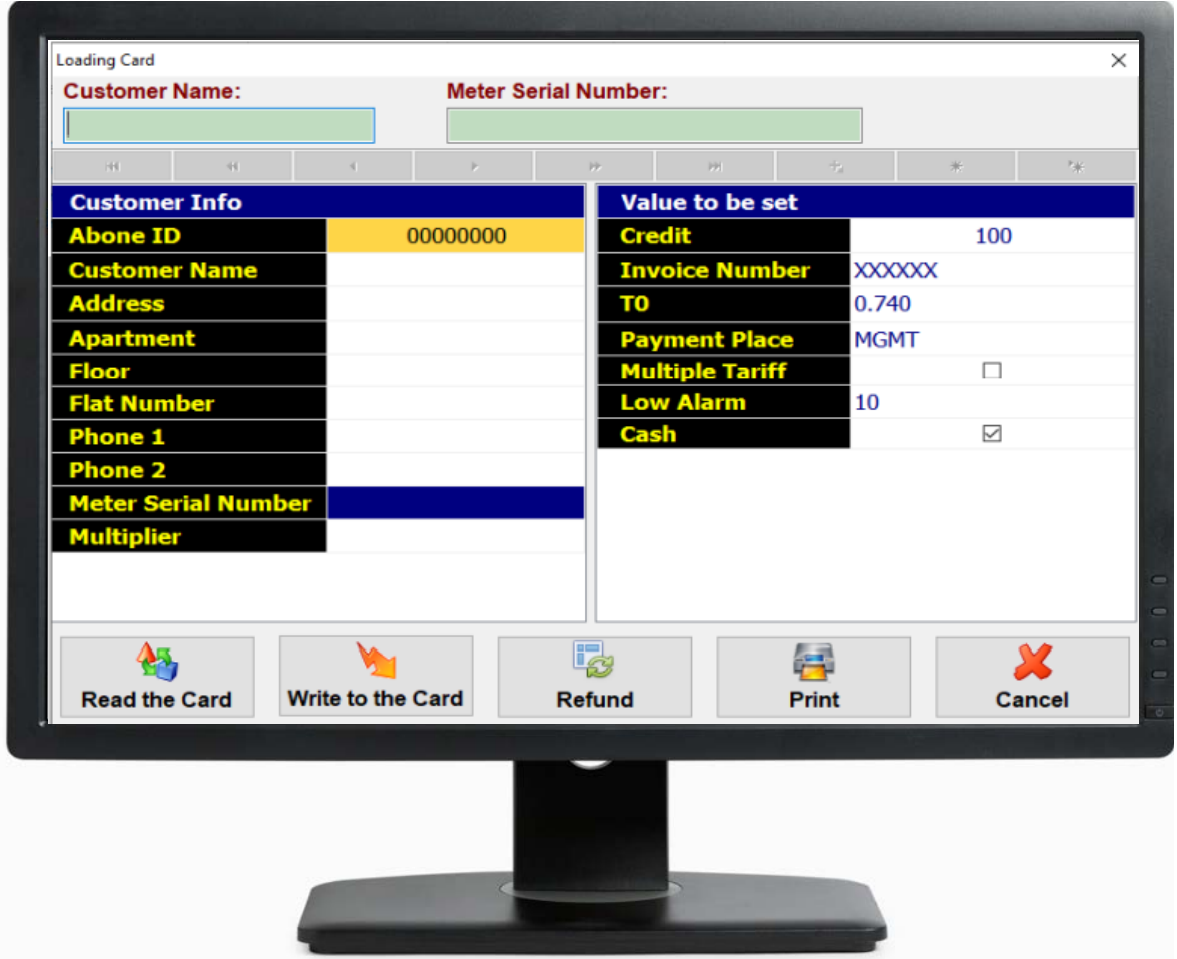 Loading Card
Customer Name: Meter Serial Number:
Customer Info
Abone ID 00000000
Customer Name
Address
Apartment
Floor
Flat Number
Phone 1
Phone 2
Meter Serial Number
Multiplier
Value to be set
Credit 100
Invoice Number XXXXXX
T0 0.740
Payment Place MGMT
Multiple Tariff
Low Alarm 10
Cash
Read the Card Write to the Card Refund Print Cancel